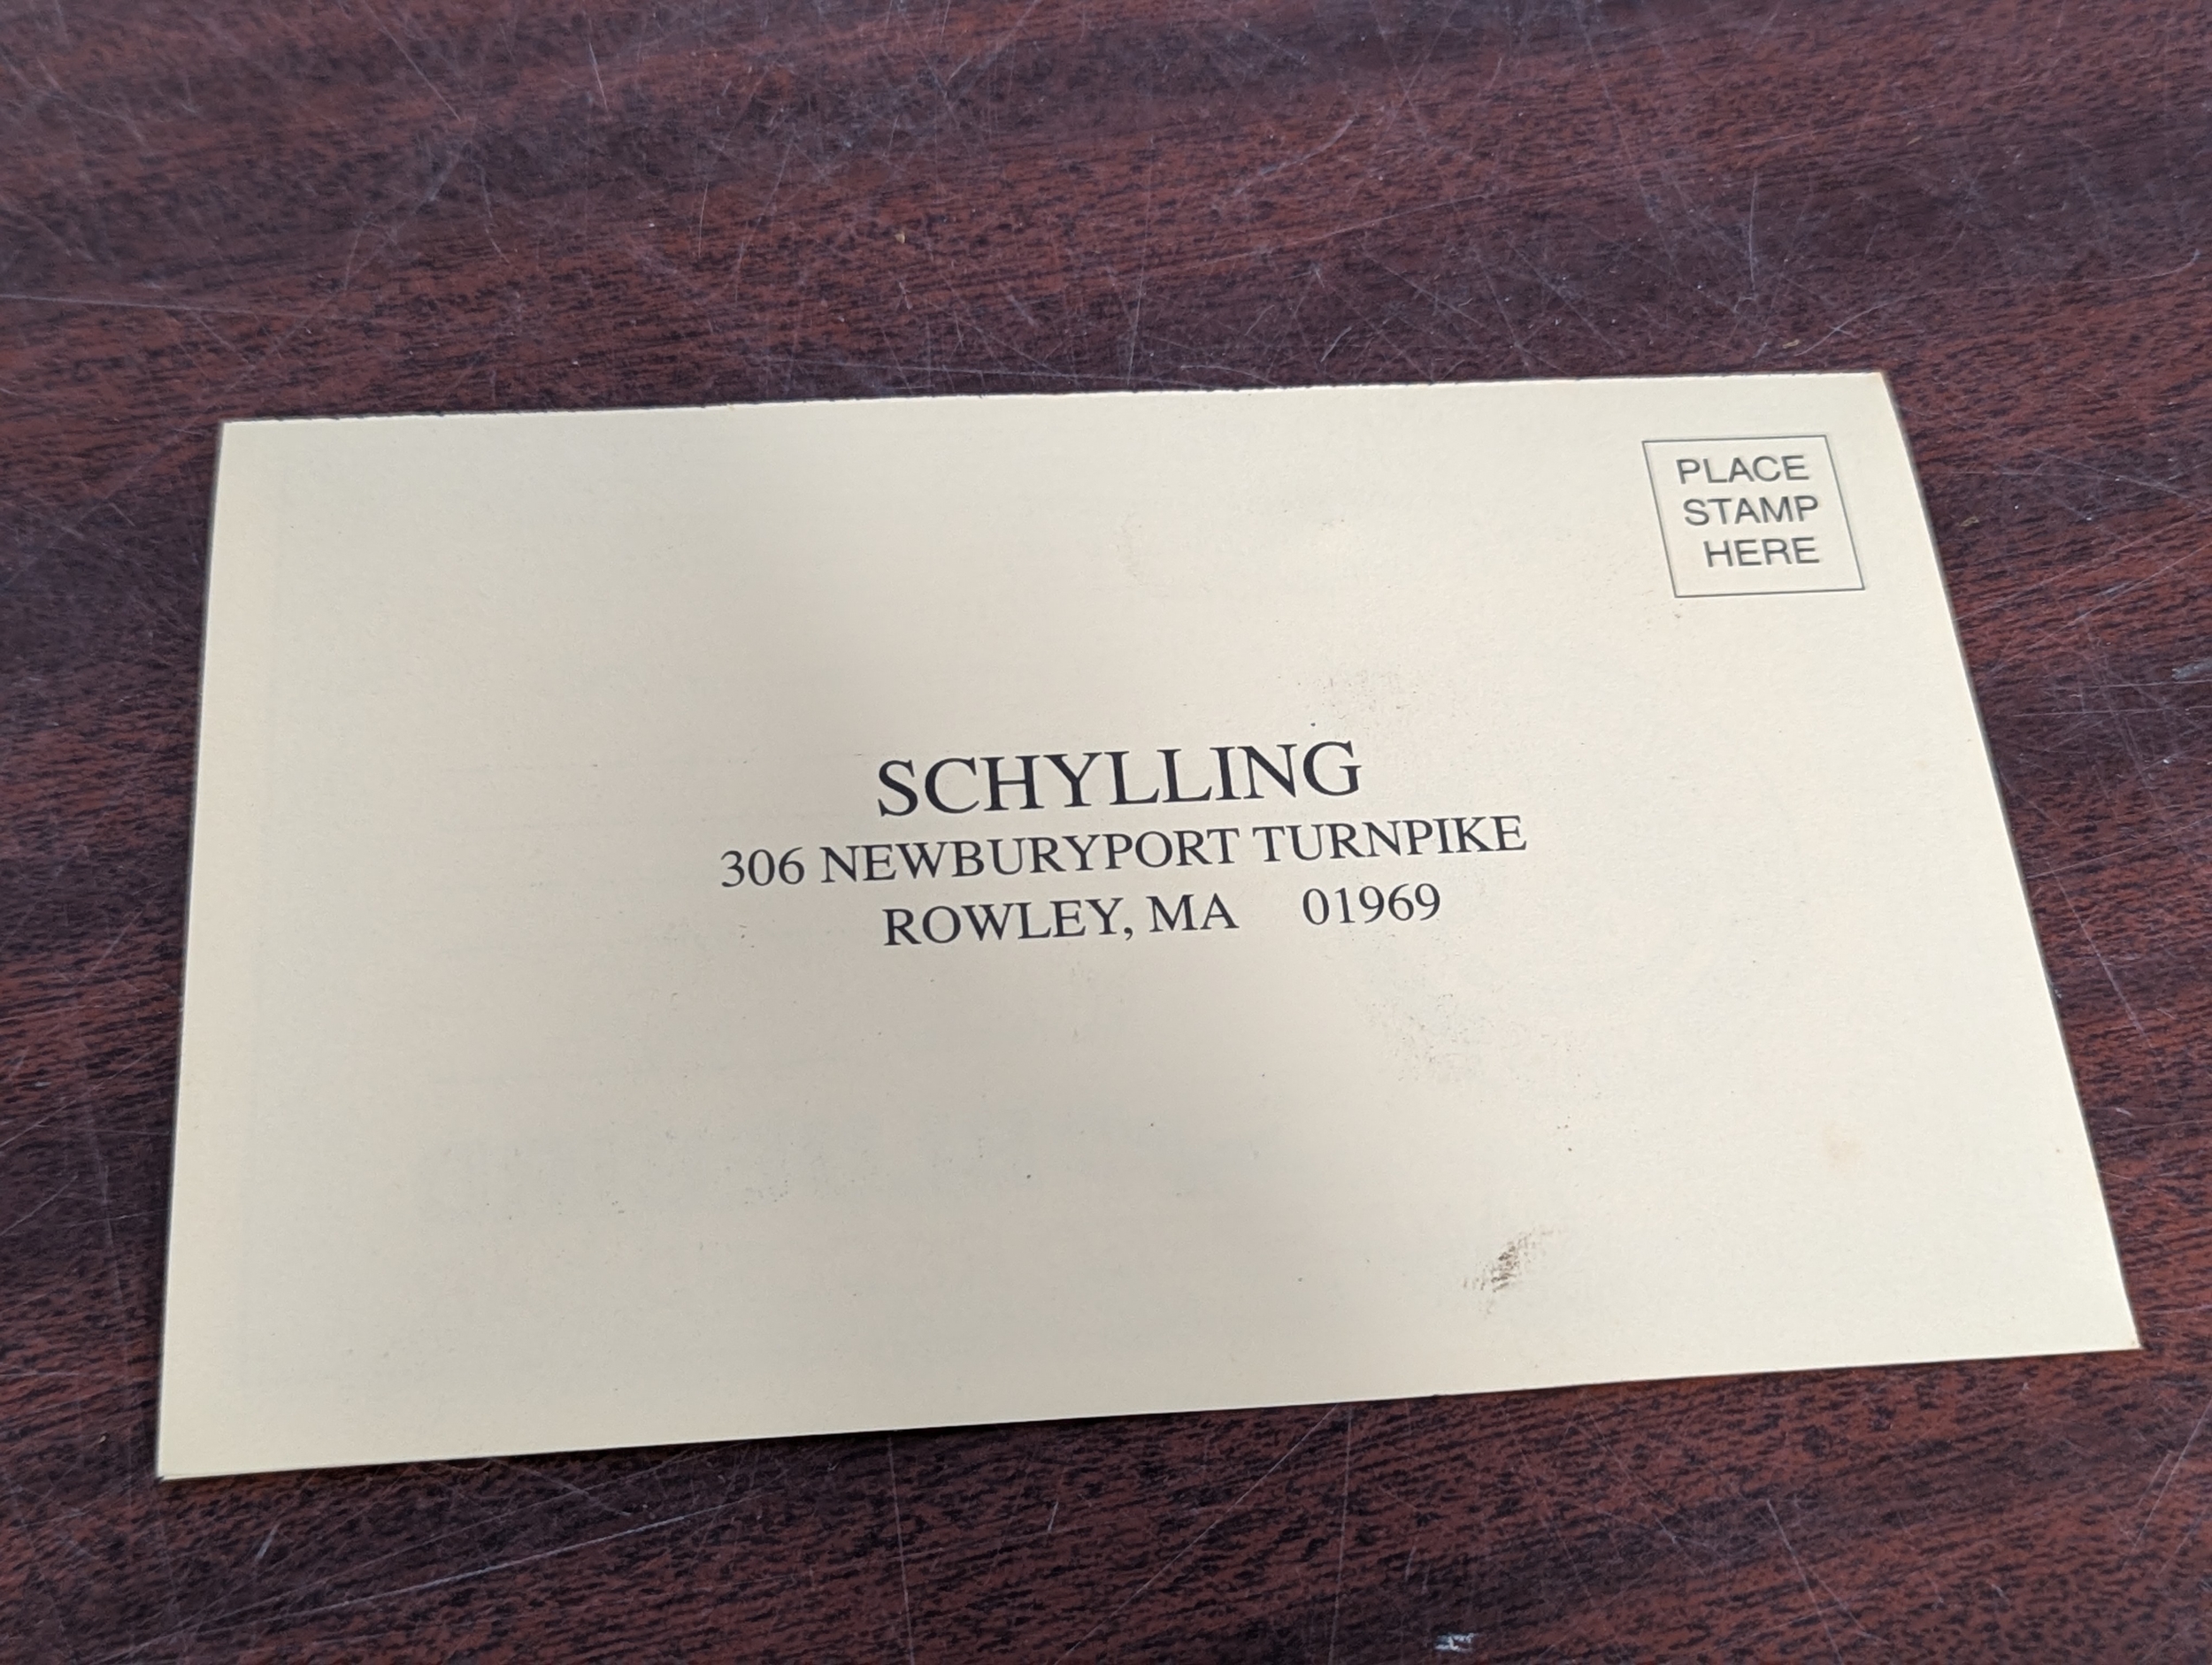 PLACE
STAMP
HERE
SCHYLLING
306 NEWBURYPORT TURNPIKE
ROWLEY, MA 01969